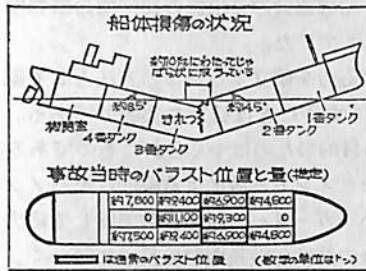 船体損傷の状況
約10mにわたってじゃ
ばら状に反っている
約8.5° 約4.5°
機関室
4番タンク
きれつ
3番タンク
2番タンク
1番タンク
事故当時のバラスト位置と量(推定)
約7,800 約9,400 約6,900 約4,800
0 約11,100 約9,300 0
約7,500 約9,400 約6,900 約4,800
は通常のバラスト位置 (数字の単位はトン)